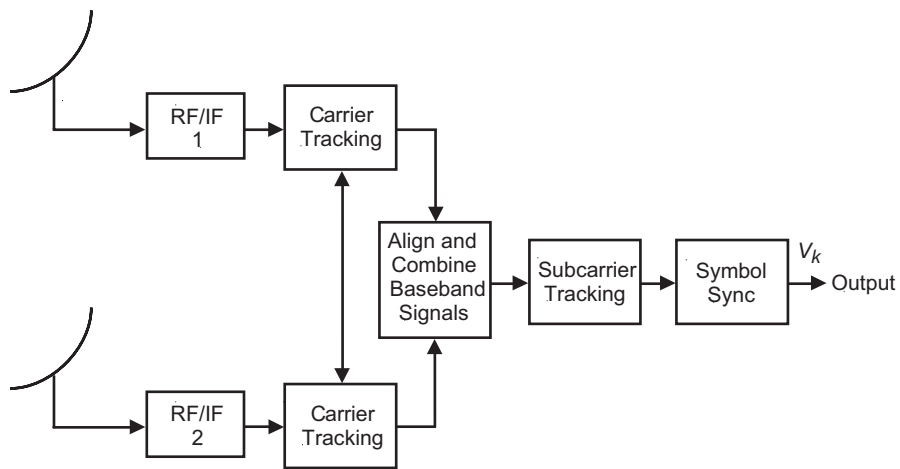 RF/IF
1
Carrier
Tracking
Align and
Combine
Baseband
Signals
Subcarrier
Tracking
Symbol
Sync
V_k
Output
RF/IF
2
Carrier
Tracking